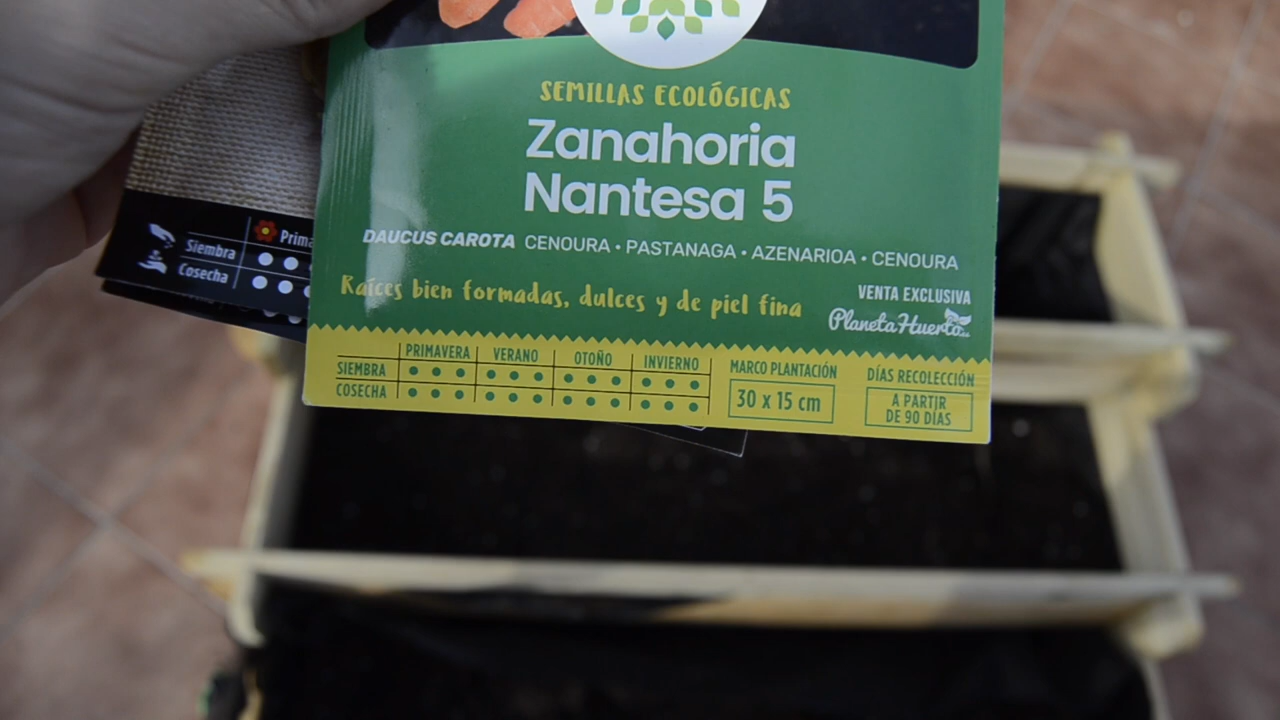 SEMILLAS ECOLÓGICAS
Zanahoria
Nantesa 5
DAUCUS CAROTA CENOURA • PASTANAGA • AZENARIOA • CENOURA
Raíces bien formadas, dulces y de piel fina
VENTA EXCLUSIVA
PlanetaHuerto
PRIMAVERA VERANO OTOÑO INVIERNO
SIEMBRA
COSECHA
MARCO PLANTACIÓN
30 x 15 cm
DÍAS RECOLECCIÓN
A PARTIR
DE 90 DIAS
Prima
Siembra
Cosecha